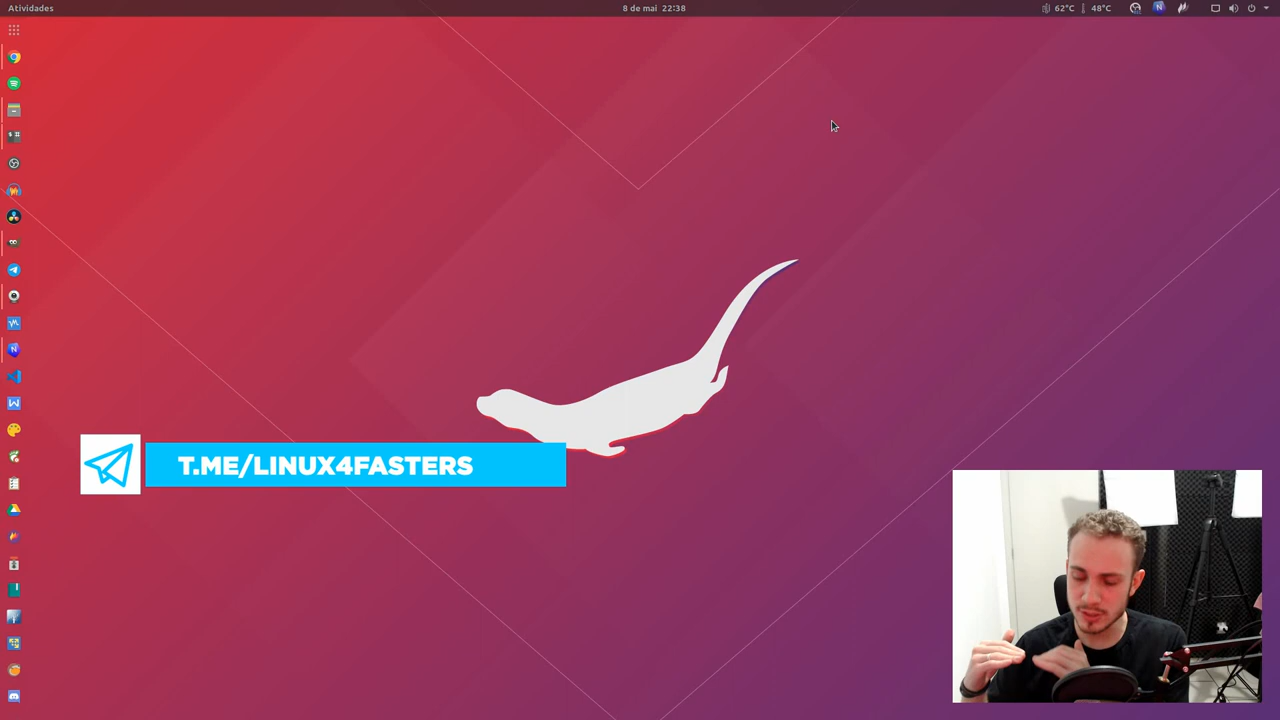 Atividades
8 de mai 22:38
62°C
48°C
T.ME/LINUX4FASTERS